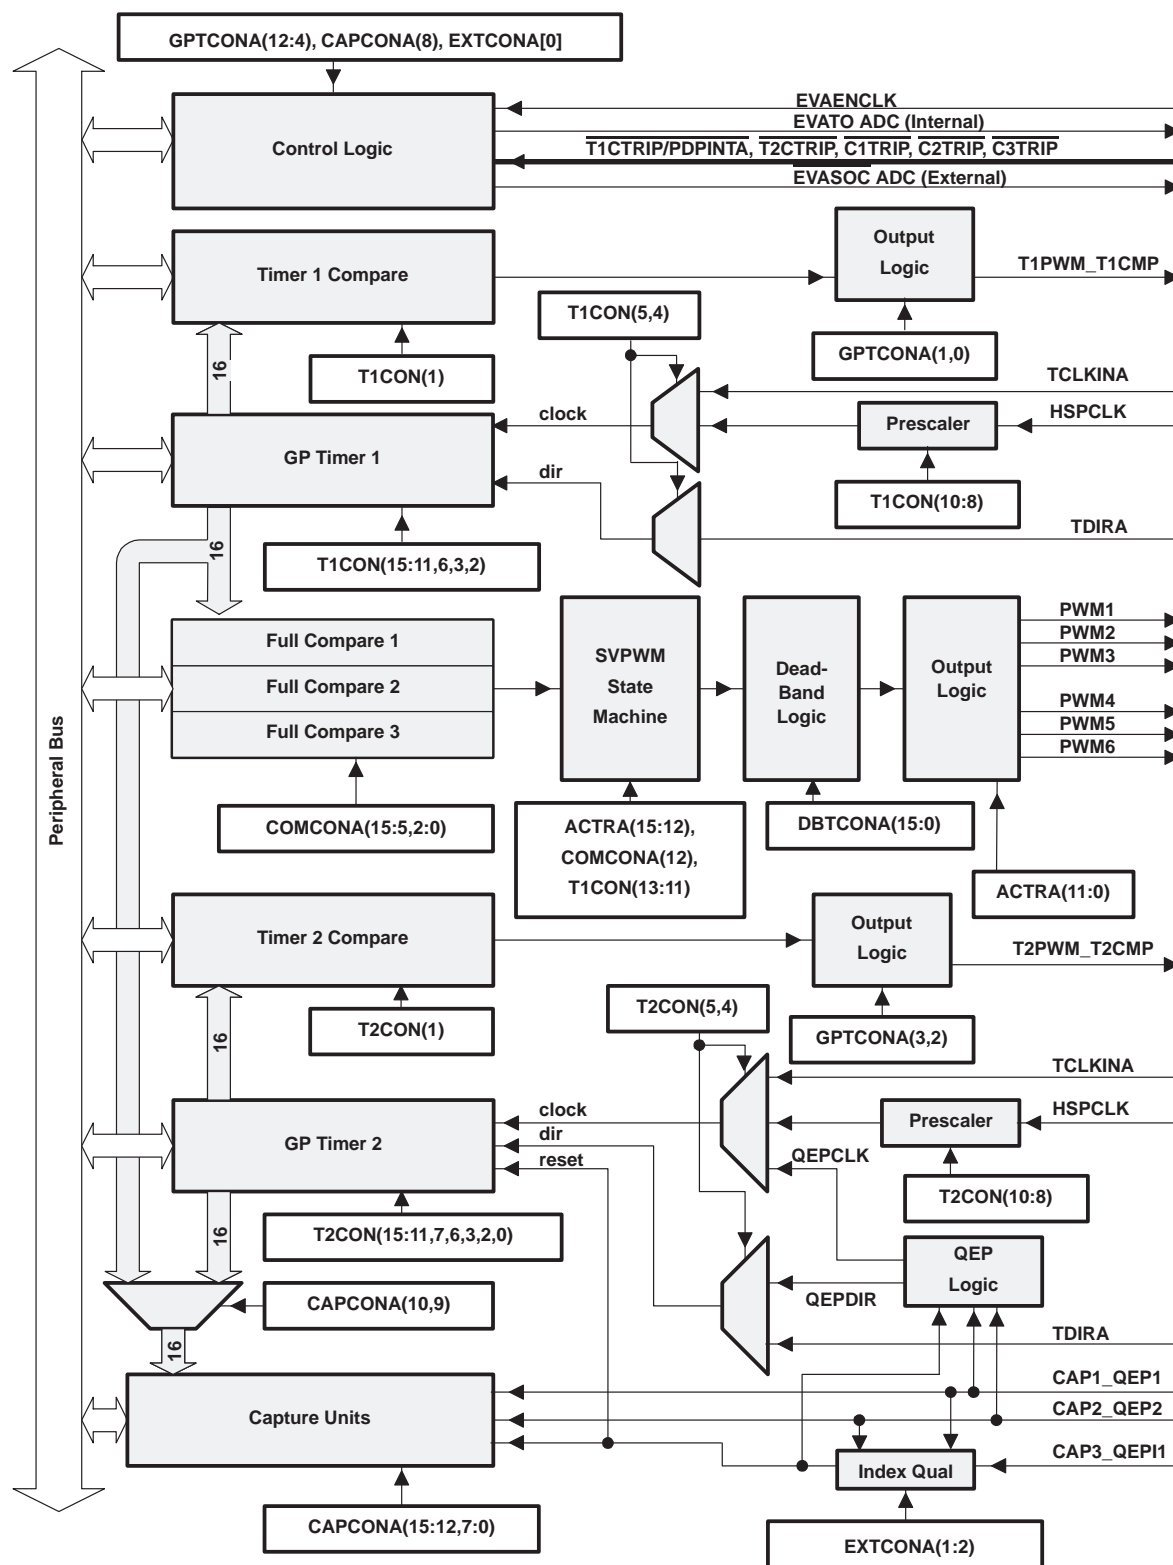 GPTCONA(12:4), CAPCONA(8), EXTCONA[0]
Control Logic
EVAENCLK
EVATO ADC (Internal)
T1CTRIP/PDPINTA, T2CTRIP, C1TRIP, C2TRIP, C3TRIP
EVASOC ADC (External)
Timer 1 Compare
Output
Logic
T1PWM_T1CMP
T1CON(5,4)
GPTCONA(1,0)
16
T1CON(1)
TCLKINA
clock
Prescaler
HSPCLK
GP Timer 1
dir
T1CON(10:8)
TDIRA
16
T1CON(15:11,6,3,2)
Full Compare 1
Full Compare 2
Full Compare 3
SVPWM
State
Machine
Dead-
Band
Logic
Output
Logic
PWM1
PWM2
PWM3
PWM4
PWM5
PWM6
Peripheral Bus
COMCONA(15:5,2:0)
ACTRA(15:12),
COMCONA(12),
T1CON(13:11)
DBTCONA(15:0)
ACTRA(11:0)
Timer 2 Compare
Output
Logic
T2PWM_T2CMP
T2CON(1)
T2CON(5,4)
GPTCONA(3,2)
16
TCLKINA
clock
Prescaler
HSPCLK
GP Timer 2
dir
reset
QEPCLK
T2CON(10:8)
16
T2CON(15:11,7,6,3,2,0)
QEP
Logic
CAPCONA(10,9)
QEPDIR
TDIRA
16
CAP1_QEP1
Capture Units
CAP2_QEP2
CAP3_QEPI1
Index Qual
CAPCONA(15:12,7:0)
EXTCONA(1:2)